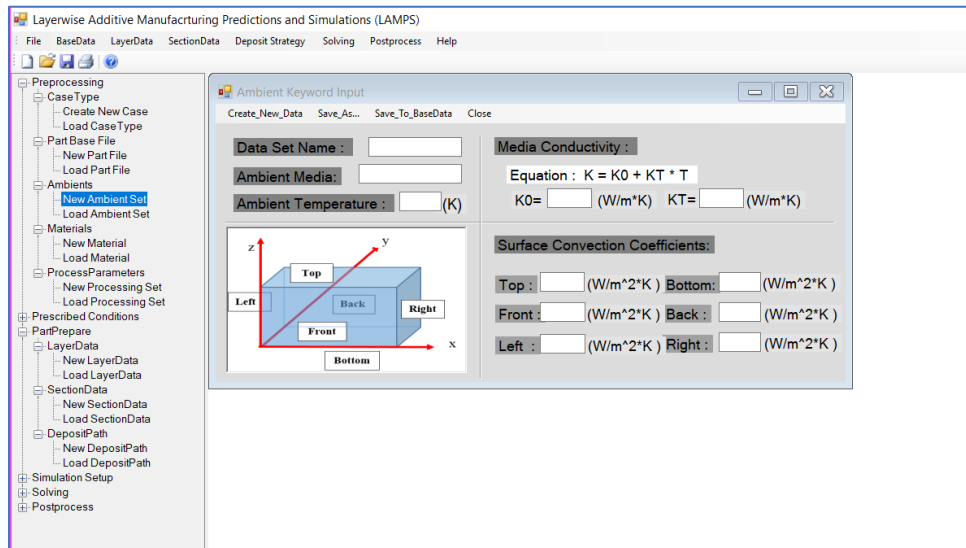 Layerwise Additive Manufacrturing Predictions and Simulations (LAMPS)
File BaseData LayerData SectionData Deposit Strategy Solving Postprocess Help
Preprocessing
CaseType
Create New Case
Load CaseType
Part Base File
New Part File
Load Part File
Ambients
New Ambient Set
Load Ambient Set
Materials
New Material
Load Material
ProcessParameters
New Processing Set
Load Processing Set
Prescribed Conditions
PartPrepare
LayerData
New LayerData
Load LayerData
SectionData
New SectionData
Load SectionData
DepositPath
New DepositPath
Load DepositPath
Simulation Setup
Solving
Postprocess
Ambient Keyword Input
Create_New_Data Save_As... Save_To_BaseData Close
Data Set Name :
Ambient Media:
Ambient Temperature : (K)
Media Conductivity :
Equation : K = K0 + KT * T
K0= (W/m*K) KT= (W/m*K)
z y
Top
Left Back Right
Front
x
Bottom
Surface Convection Coefficients:
Top : (W/m^2*K ) Bottom: (W/m^2*K )
Front : (W/m^2*K ) Back : (W/m^2*K )
Left : (W/m^2*K ) Right : (W/m^2*K )